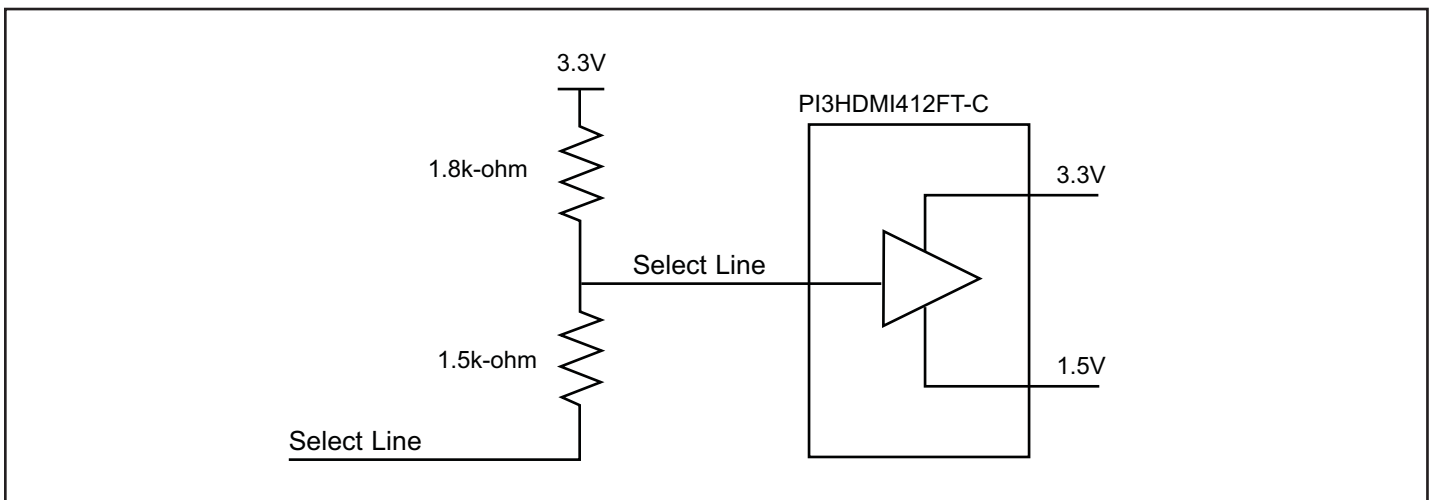 3.3V
PI3HDMI412FT-C
1.8k-ohm
3.3V
Select Line
1.5k-ohm
1.5V
Select Line